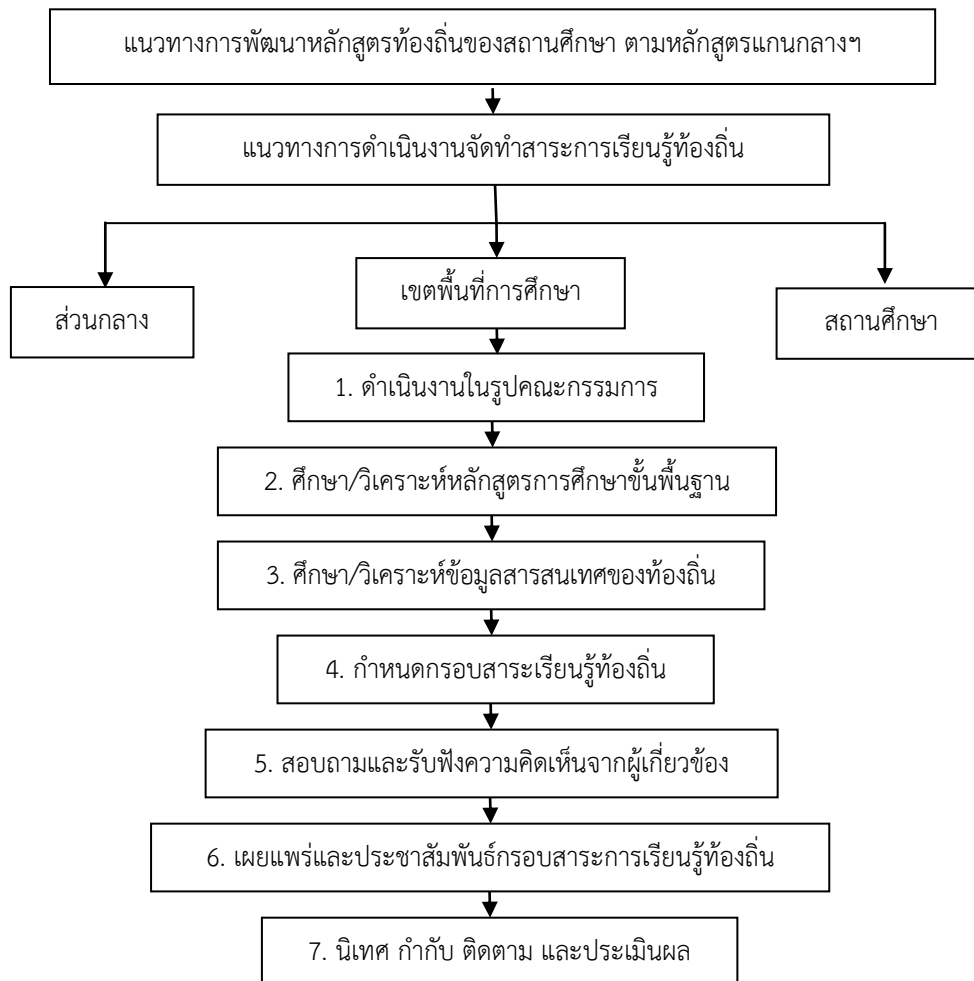 แนวทางการพัฒนาหลักสูตรท้องถิ่นของสถานศึกษา ตามหลักสูตรแกนกลางฯ
แนวทางการดำเนินงานจัดทำสาระการเรียนรู้ท้องถิ่น
ส่วนกลาง
เขตพื้นที่การศึกษา
สถานศึกษา
1. ดำเนินงานในรูปคณะกรรมการ
2. ศึกษา/วิเคราะห์หลักสูตรการศึกษาขั้นพื้นฐาน
3. ศึกษา/วิเคราะห์ข้อมูลสารสนเทศของท้องถิ่น
4. กำหนดกรอบสาระเรียนรู้ท้องถิ่น
5. สอบถามและรับฟังความคิดเห็นจากผู้เกี่ยวข้อง
6. เผยแพร่และประชาสัมพันธ์กรอบสาระการเรียนรู้ท้องถิ่น
7. นิเทศ กำกับ ติดตาม และประเมินผล